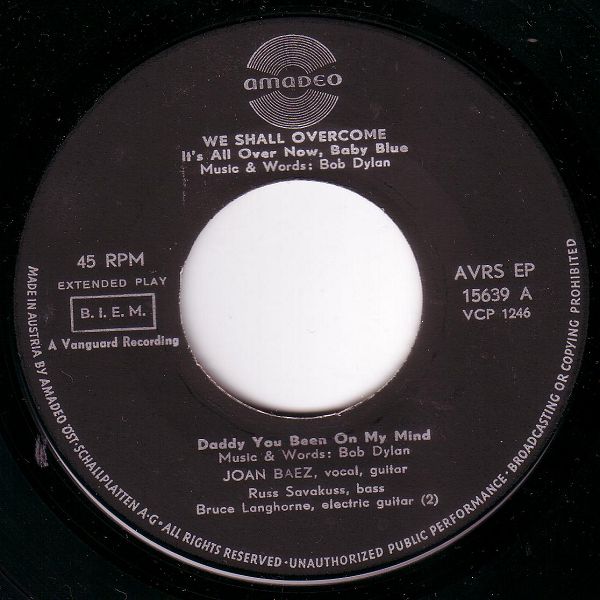 amadeo
WE SHALL OVERCOME
It's All Over Now, Baby Blue
Music & Words: Bob Dylan
45 RPM
EXTENDED PLAY
B. I. E. M.
A Vanguard Recording
AVRS EP
15639 A
VCP 1246
Daddy You Been On My Mind
Music & Words: Bob Dylan
JOAN BAEZ, vocal, guitar
Russ Savakuss, bass
Bruce Langhorne, electric guitar (2)
MADE IN AUSTRIA BY AMADEO ÖST·SCHALLPLATTEN A·G · ALL RIGHTS RESERVED · UNAUTHORIZED PUBLIC PERFORMANCE · BROADCASTING OR COPYING PROHIBITED